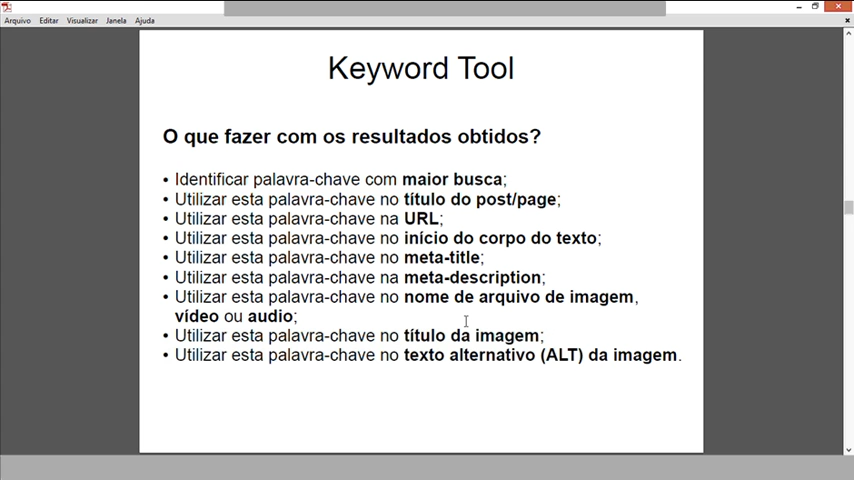 Arquivo Editar Visualizar Janela Ajuda
Keyword Tool
O que fazer com os resultados obtidos?
• Identificar palavra-chave com maior busca;
• Utilizar esta palavra-chave no título do post/page;
• Utilizar esta palavra-chave na URL;
• Utilizar esta palavra-chave no início do corpo do texto;
• Utilizar esta palavra-chave no meta-title;
• Utilizar esta palavra-chave na meta-description;
• Utilizar esta palavra-chave no nome de arquivo de imagem,
vídeo ou audio;
• Utilizar esta palavra-chave no título da imagem;
• Utilizar esta palavra-chave no texto alternativo (ALT) da imagem.